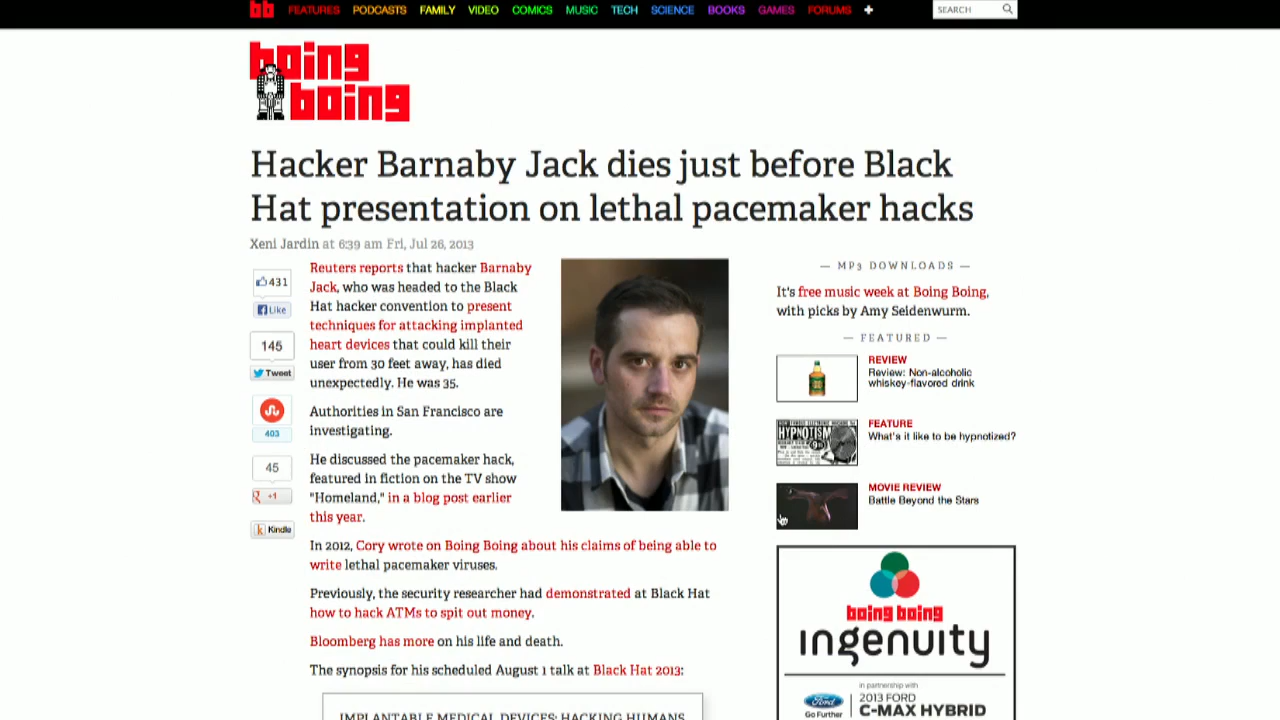 bb FEATURES PODCASTS FAMILY VIDEO COMICS MUSIC TECH SCIENCE BOOKS GAMES FORUMS + SEARCH
boing
boing
Hacker Barnaby Jack dies just before Black
Hat presentation on lethal pacemaker hacks
Xeni Jardin at 6:39 am Fri, Jul 26, 2013
431
Like
145
Tweet
403
45
+1
Kindle
Reuters reports that hacker Barnaby
Jack, who was headed to the Black
Hat hacker convention to present
techniques for attacking implanted
heart devices that could kill their
user from 30 feet away, has died
unexpectedly. He was 35.
Authorities in San Francisco are
investigating.
He discussed the pacemaker hack,
featured in fiction on the TV show
"Homeland," in a blog post earlier
this year.
In 2012, Cory wrote on Boing Boing about his claims of being able to
write lethal pacemaker viruses.
Previously, the security researcher had demonstrated at Black Hat
how to hack ATMs to spit out money.
Bloomberg has more on his life and death.
The synopsis for his scheduled August 1 talk at Black Hat 2013:
IMPLANTABLE MEDICAL DEVICES: HACKING HUMANS
— MP3 DOWNLOADS —
It's free music week at Boing Boing,
with picks by Amy Seidenwurm.
— FEATURED —
REVIEW
Review: Non-alcoholic
whiskey-flavored drink
HYPNOTISM
FEATURE
What's it like to be hypnotized?
MOVIE REVIEW
Battle Beyond the Stars
boing boing
ingenuity
in partnership with
Ford
Go Further
2013 FORD
C-MAX HYBRID